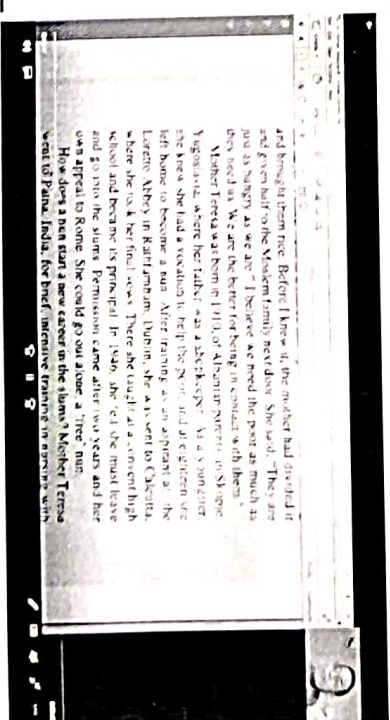 and brought them rice. Before I knew it, the mother had divided it
and given half to the Moslem family next door. She said, "They are
just as hungry as we are." I believe we need the poor as much as
they need us. We are the better for being in contact with them."
Mother Teresa was born in 1910, of Albanian parents in Skopje,
Yugoslavia, where her father was a shopkeeper. As a youngster,
she knew she had a vocation to help the poor, and at eighteen she
left home to become a nun. After training as an aspirant at the
Loretto Abbey in Rathfarnham, Dublin, she was sent to Calcutta,
where she took her final vows. There she taught at a convent high
school and became its principal. In 1946, she felt she must leave
and go into the slums. Permission came after two years and her
own appeal to Rome. She could go out alone, a "free" nun.
How does a nun start a new career in the slums? Mother Teresa
went to Patna, India, for brief, intensive training in nursing with